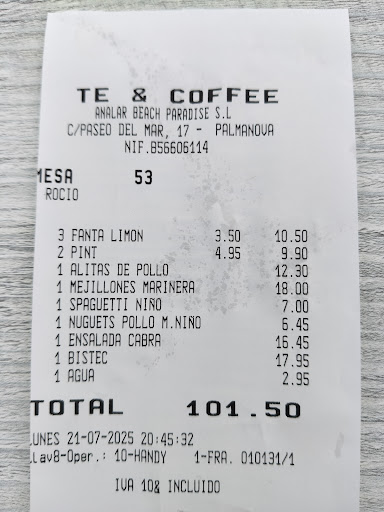 TE & COFFEE
ANALAR BEACH PARADISE S.L
C/PASEO DEL MAR, 17 - PALMANOVA
NIF.B56606114
MESA 53
ROCIO
3 FANTA LIMON 3.50 10.50
2 PINT 4.95 9.90
1 ALITAS DE POLLO 12.30
1 MEJILLONES MARINERA 18.00
1 SPAGUETTI NIÑO 7.00
1 NUGUETS POLLO M.NIÑO 6.45
1 ENSALADA CABRA 16.45
1 BISTEC 17.95
1 AGUA 2.95
TOTAL 101.50
LUNES 21-07-2025 20:45:32
Llav8-Oper.: 10-HANDY 1-FRA. 010131/1
IVA 10& INCLUIDO